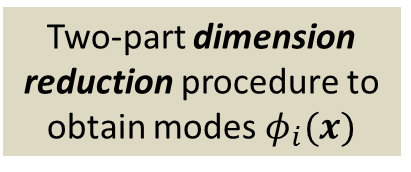 Two-part dimension
reduction procedure to
obtain modes ϕᵢ(x)